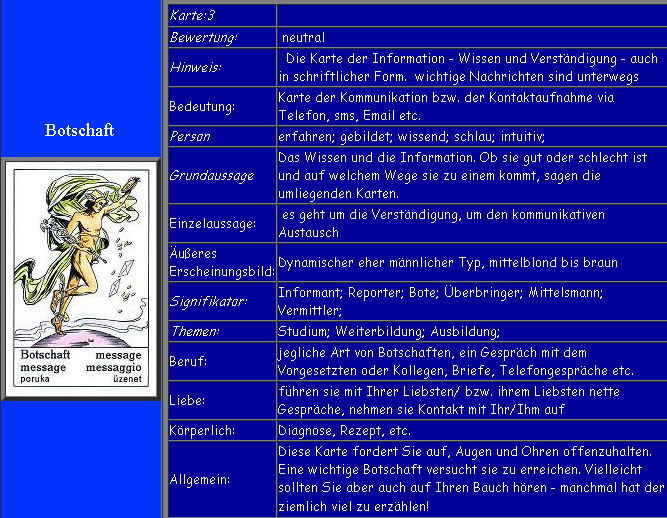 Botschaft
Botschaft message
message messaggio
poruka üzenet
Karte:3
Bewertung: neutral
Hinweis: Die Karte der Information - Wissen und Verständigung - auch
in schriftlicher Form. wichtige Nachrichten sind unterwegs
Bedeutung: Karte der Kommunikation bzw. der Kontaktaufnahme via
Telefon, sms, Email etc.
Person erfahren; gebildet; wissend; schlau; intuitiv;
Grundaussage Das Wissen und die Information. Ob sie gut oder schlecht ist
und auf welchem Wege sie zu einem kommt, sagen die
umliegenden Karten.
Einzelaussage: es geht um die Verständigung, um den kommunikativen
Austausch
Äußeres
Erscheinungsbild: Dynamischer eher männlicher Typ, mittelblond bis braun
Signifikator: Informant; Reporter; Bote; Überbringer; Mittelsmann;
Vermittler;
Themen: Studium; Weiterbildung; Ausbildung;
Beruf: jegliche Art von Botschaften, ein Gespräch mit dem
Vorgesetzten oder Kollegen, Briefe, Telefongespräche etc.
Liebe: führen sie mit Ihrer Liebsten/ bzw. ihrem Liebsten nette
Gespräche, nehmen sie Kontakt mit Ihr/Ihm auf
Körperlich: Diagnose, Rezept, etc.
Allgemein: Diese Karte fordert Sie auf, Augen und Ohren offenzuhalten.
Eine wichtige Botschaft versucht sie zu erreichen. Vielleicht
sollten Sie aber auch auf Ihren Bauch hören - manchmal hat der
ziemlich viel zu erzählen!